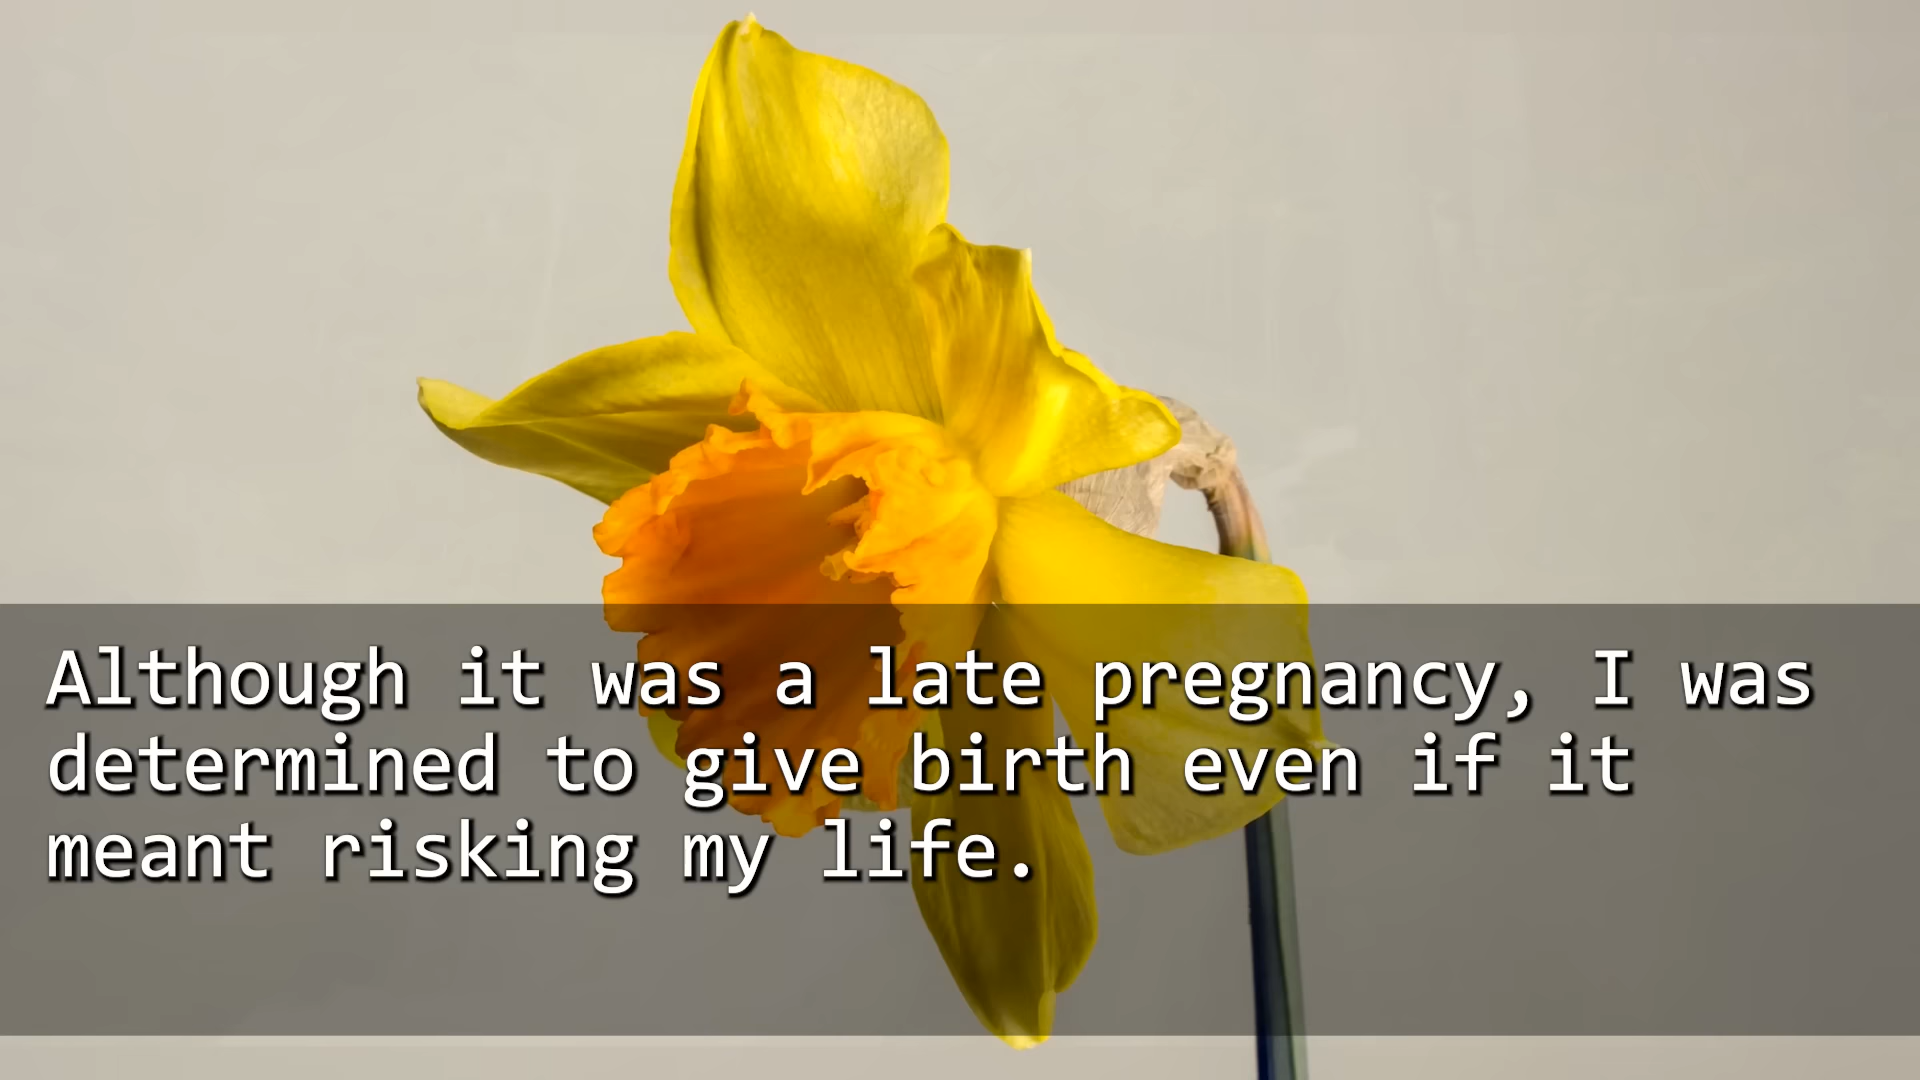 Although it was a late pregnancy, I was
determined to give birth even if it
meant risking my life.